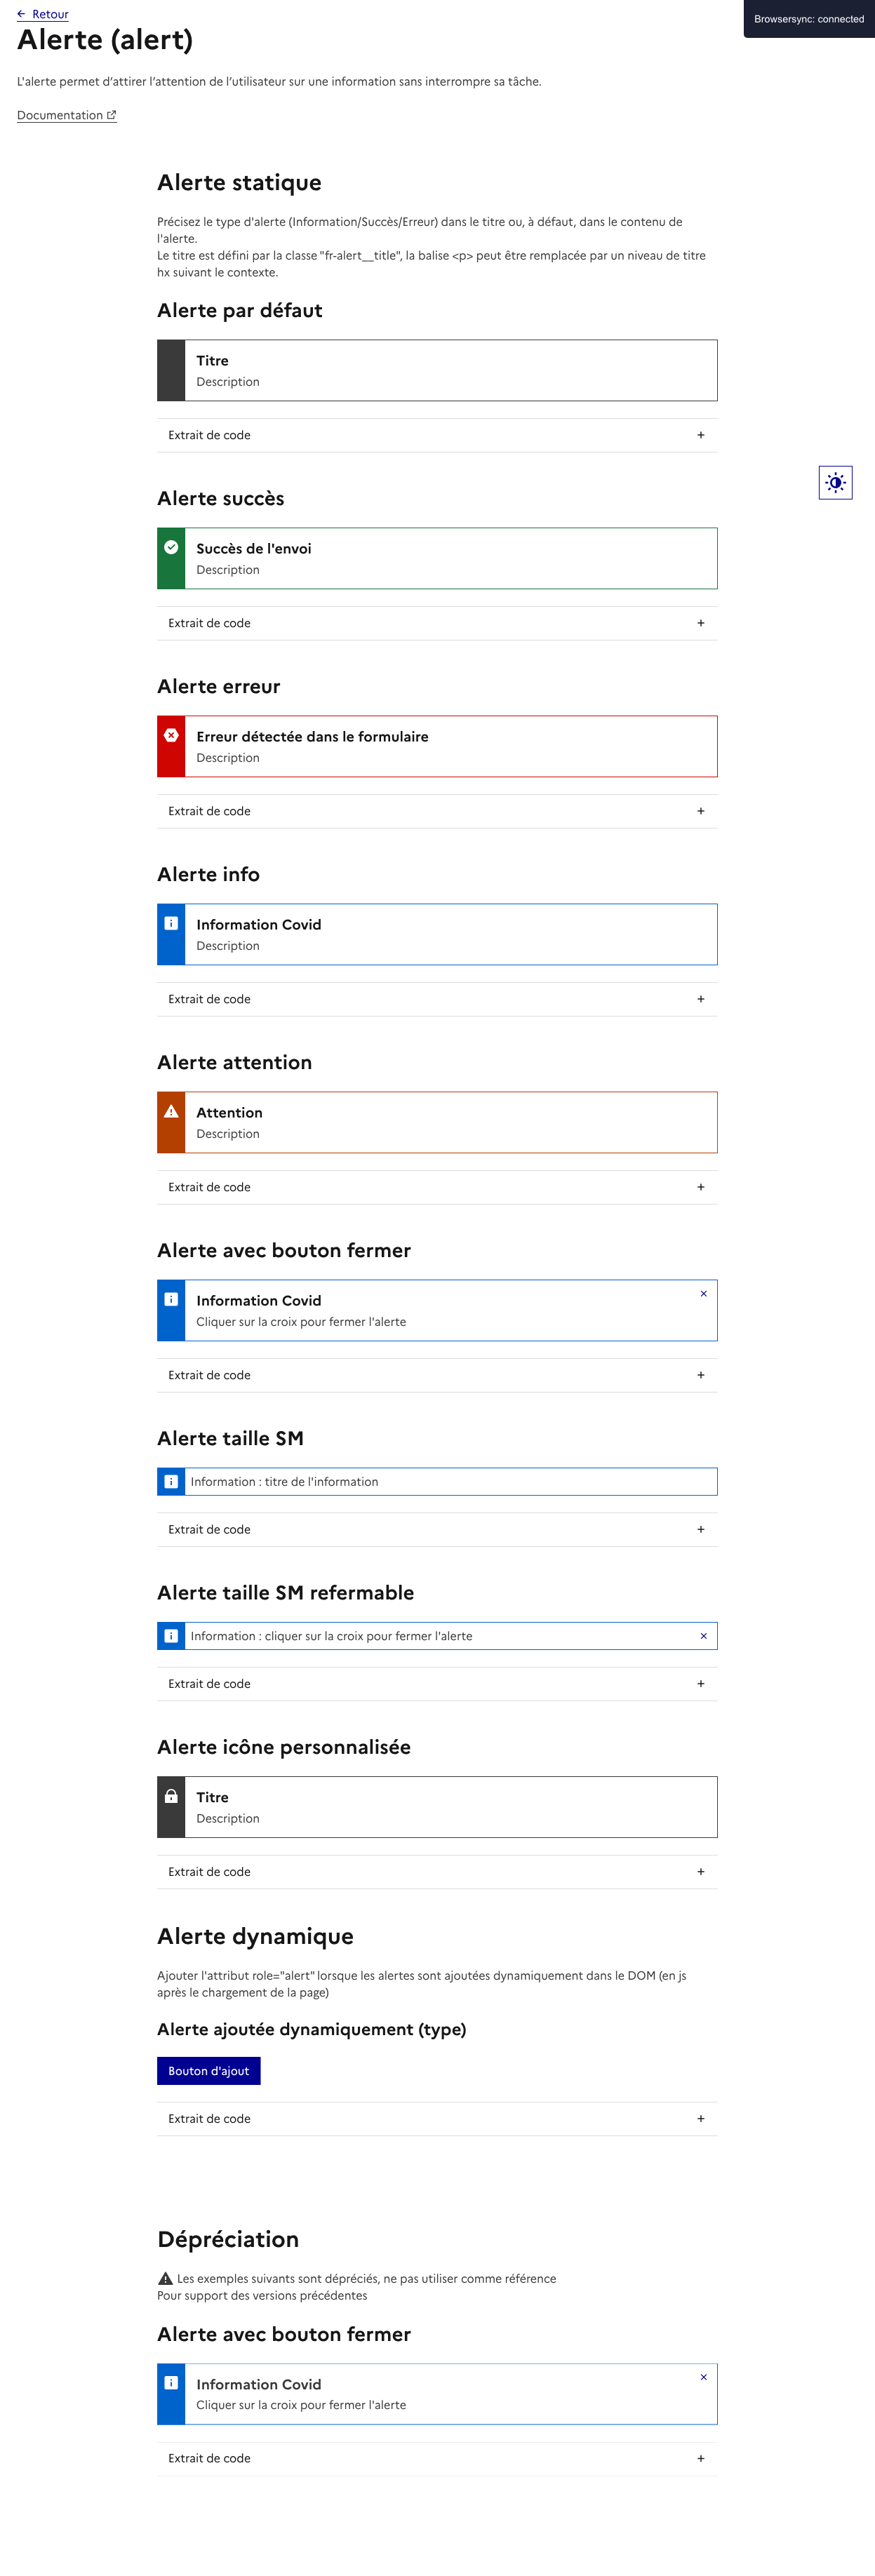 Retour
Browsersync: connected
Alerte (alert)
L'alerte permet d’attirer l’attention de l’utilisateur sur une information sans interrompre sa tâche.
Documentation
Alerte statique
Précisez le type d'alerte (Information/Succès/Erreur) dans le titre ou, à défaut, dans le contenu de
l'alerte.
Le titre est défini par la classe "fr-alert__title", la balise <p> peut être remplacée par un niveau de titre
hx suivant le contexte.
Alerte par défaut
Titre
Description
Extrait de code
Alerte succès
Succès de l'envoi
Description
Extrait de code
Alerte erreur
Erreur détectée dans le formulaire
Description
Extrait de code
Alerte info
Information Covid
Description
Extrait de code
Alerte attention
Attention
Description
Extrait de code
Alerte avec bouton fermer
Information Covid
Cliquer sur la croix pour fermer l'alerte
Extrait de code
Alerte taille SM
Information : titre de l'information
Extrait de code
Alerte taille SM refermable
Information : cliquer sur la croix pour fermer l'alerte
Extrait de code
Alerte icône personnalisée
Titre
Description
Extrait de code
Alerte dynamique
Ajouter l'attribut role="alert" lorsque les alertes sont ajoutées dynamiquement dans le DOM (en js
après le chargement de la page)
Alerte ajoutée dynamiquement (type)
Bouton d'ajout
Extrait de code
Dépréciation
Les exemples suivants sont dépréciés, ne pas utiliser comme référence
Pour support des versions précédentes
Alerte avec bouton fermer
Information Covid
Cliquer sur la croix pour fermer l'alerte
Extrait de code